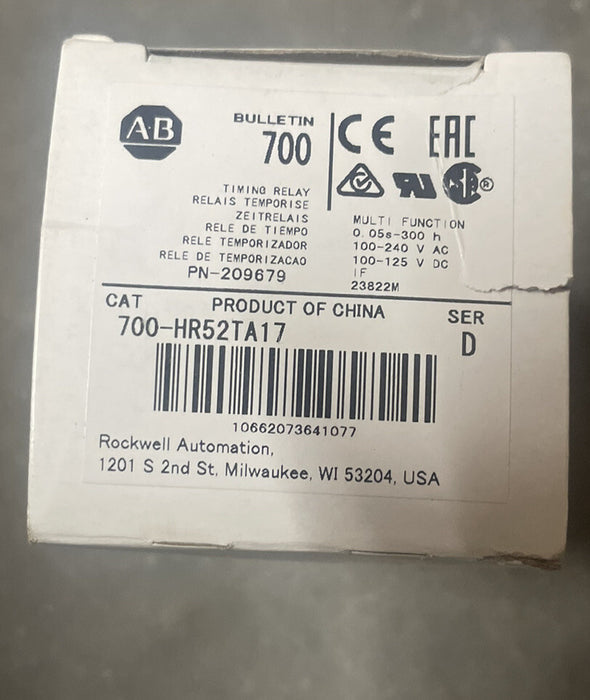 A-B
BULLETIN
700
CE EAC
UL SA®
TIMING RELAY
RELAIS TEMPORISE
ZEITRELAIS
RELE DE TIEMPO
RELE TEMPORIZADOR
RELE DE TEMPORIZACAO
PN-209679
MULTI FUNCTION
0.05s-300 h
100-240 V AC
100-125 V DC
IF
23822M
CAT
PRODUCT OF CHINA
SER
700-HR52TA17
D
10662073641077
Rockwell Automation,
1201 S 2nd St, Milwaukee, WI 53204, USA